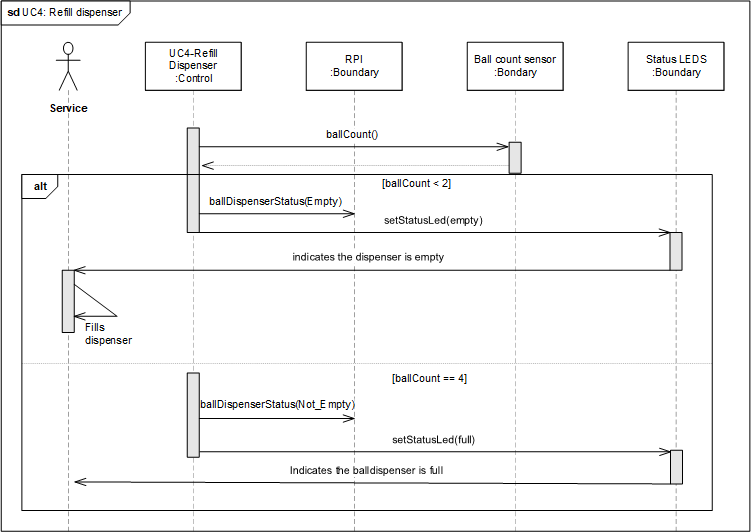 sd UC4: Refill dispenser
UC4-Refill
Dispenser
:Control
RPI
:Boundary
Ball count sensor
:Bondary
Status LEDS
:Boundary
Service
ballCount()
alt
[ballCount < 2]
ballDispenserStatus(Empty)
setStatusLed(empty)
indicates the dispenser is empty
Fills
dispenser
[ballCount == 4]
ballDispenserStatus(Not_Empty)
setStatusLed(full)
Indicates the balldispenser is full